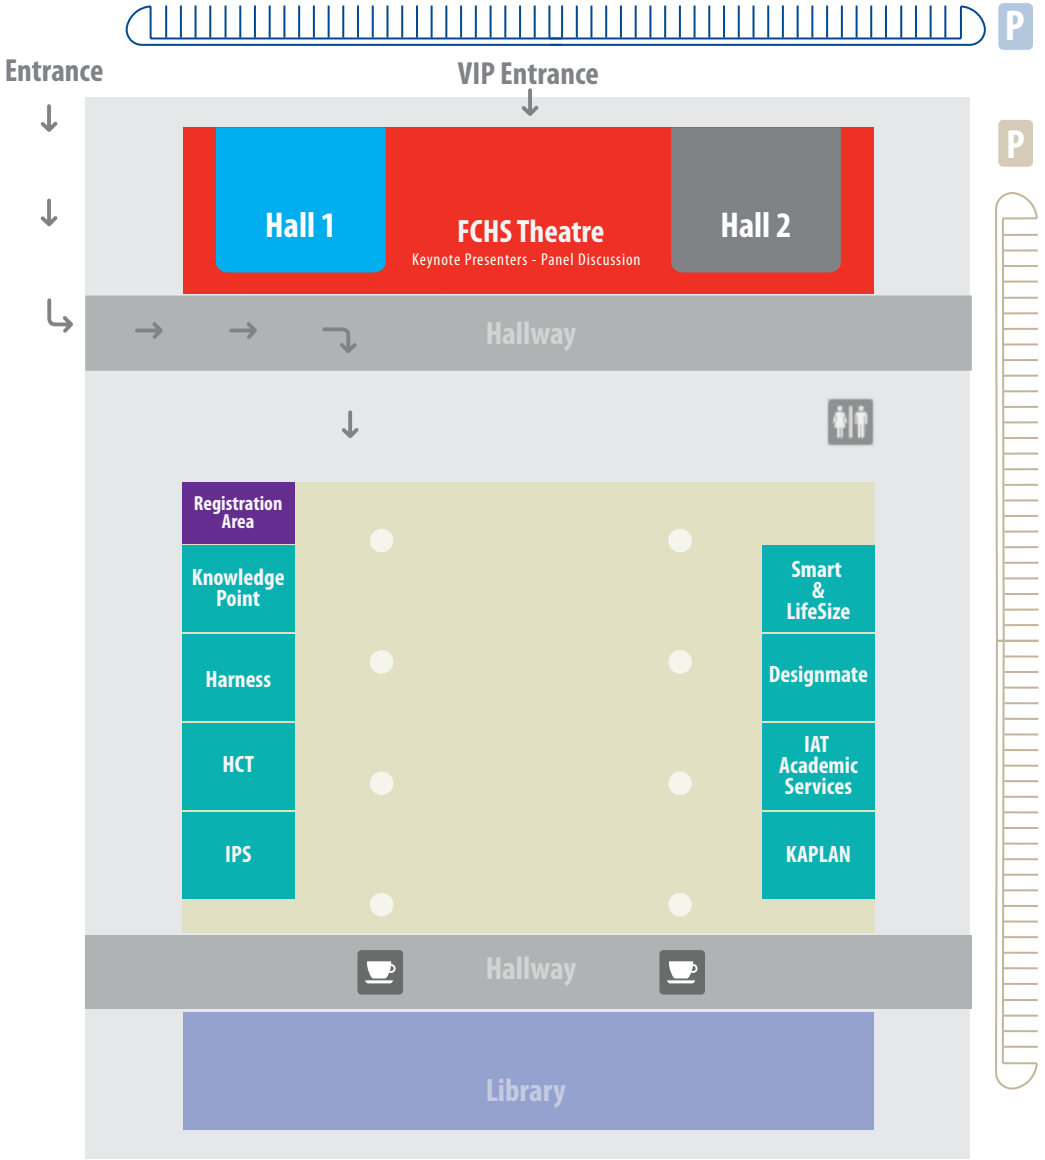 P
Entrance
VIP Entrance
P
Hall 1
FCHS Theatre
Keynote Presenters - Panel Discussion
Hall 2
Hallway
Registration
Area
Knowledge
Point
Smart
&
LifeSize
Harness
Designmate
HCT
IAT
Academic
Services
IPS
KAPLAN
Hallway
Library